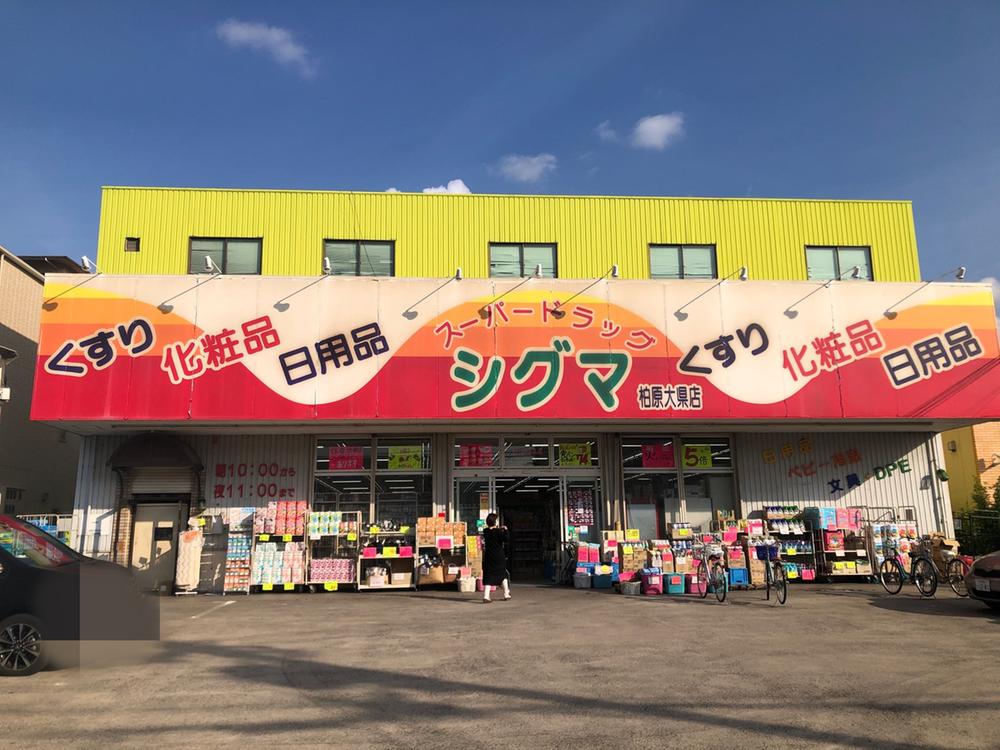 くすり
化粧品
日用品
スーパードラッグ
シグマ
柏原大県店
くすり
化粧品
日用品
朝10:00から
夜11:00まで
5倍
日用品
ベビー用品
文具・DPE